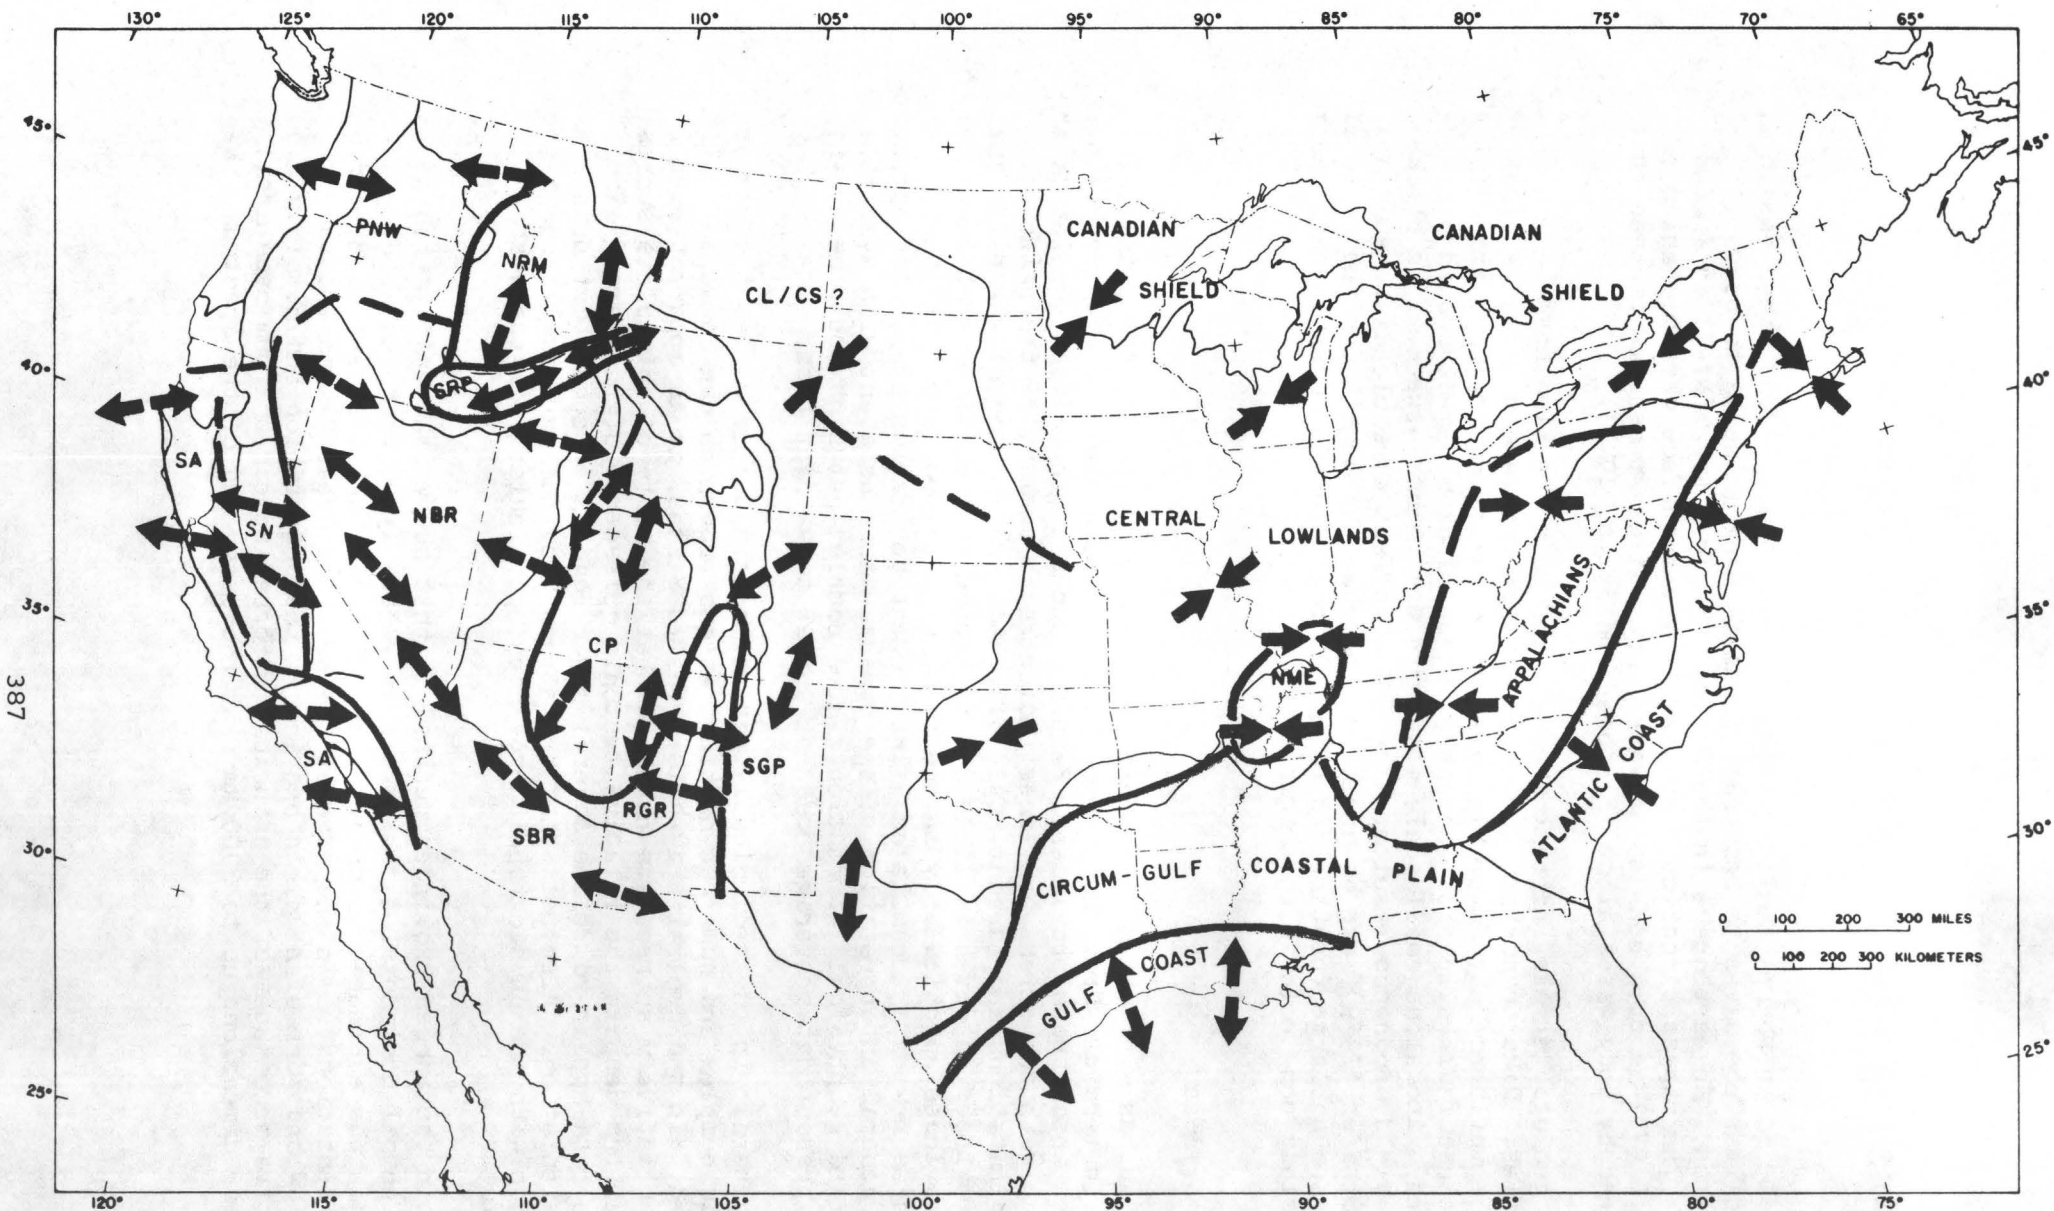 130° 125° 120° 115° 110° 105° 100° 95° 90° 85° 80° 75° 70° 65°
45° 45°
40° 40°
35° 35°
30° 30°
25° 25°
CANADIAN CANADIAN
SHIELD SHIELD
PNW
NRM
CL/CS?
SRP
SA
SN
NBR
CENTRAL
LOWLANDS
APPALACHIANS
CP
NME
SA
SGP
RGR
SBR
ATLANTIC COAST
CIRCUM-GULF COASTAL PLAIN
GULF COAST
0 100 200 300 MILES
0 100 200 300 KILOMETERS
387
120° 115° 110° 105° 100° 95° 90° 85° 80° 75°